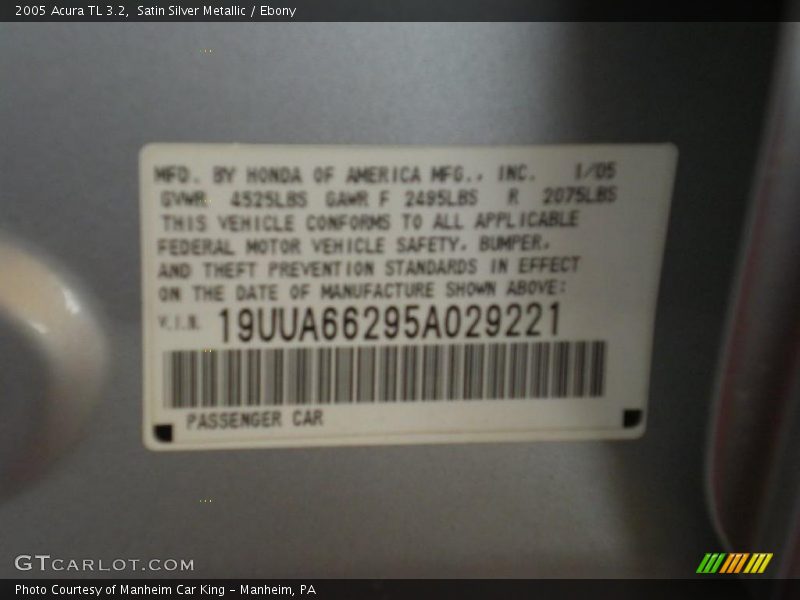 2005 Acura TL 3.2, Satin Silver Metallic / Ebony
MFD. BY HONDA OF AMERICA MFG., INC. 1/05
GVWR 4525LBS GAWR F 2495LBS R 2075LBS
THIS VEHICLE CONFORMS TO ALL APPLICABLE
FEDERAL MOTOR VEHICLE SAFETY, BUMPER,
AND THEFT PREVENTION STANDARDS IN EFFECT
ON THE DATE OF MANUFACTURE SHOWN ABOVE:
V.I.N. 19UUA66295A029221
PASSENGER CAR
GTCARLOT.COM
Photo Courtesy of Manheim Car King - Manheim, PA